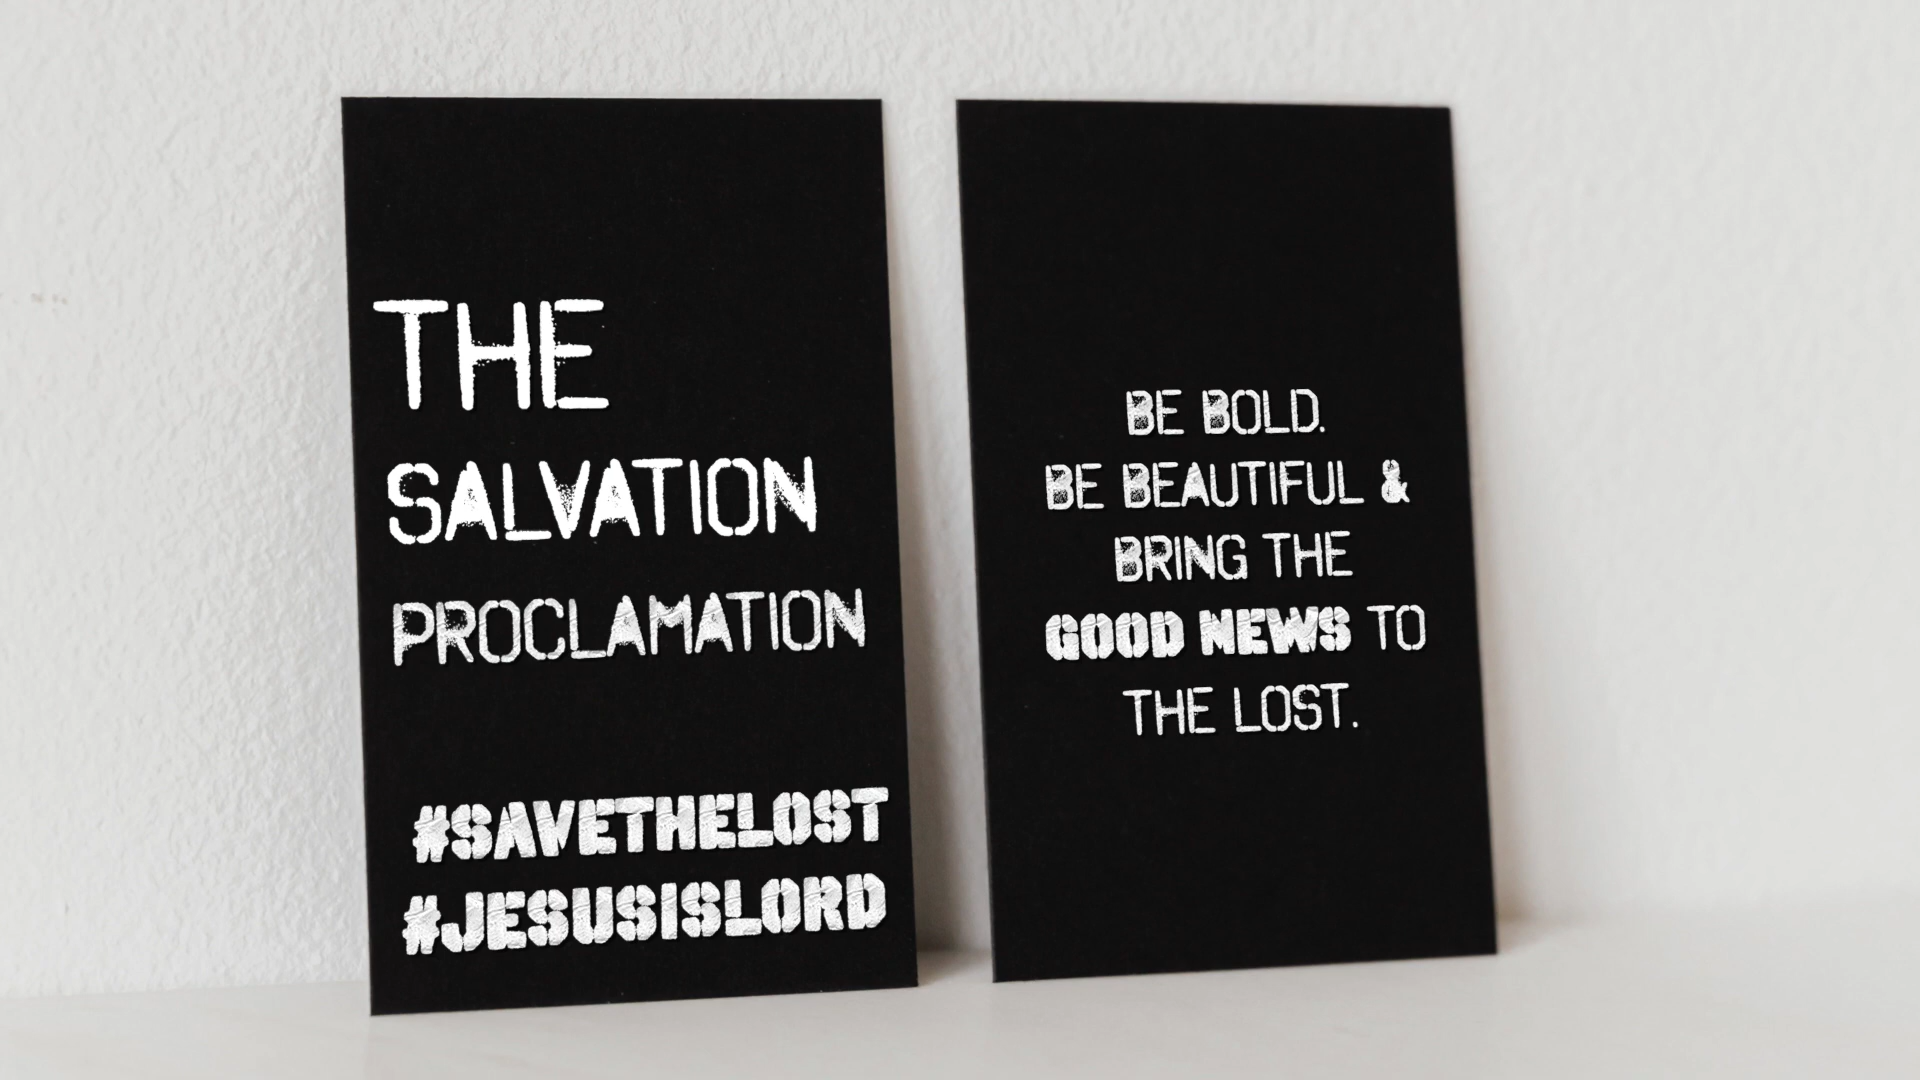 THE
SALVATION
PROCLAMATION
#SAVETHELOST
#JESUSISLORD
BE BOLD.
BE BEAUTIFUL &
BRING THE
GOOD NEWS TO
THE LOST.